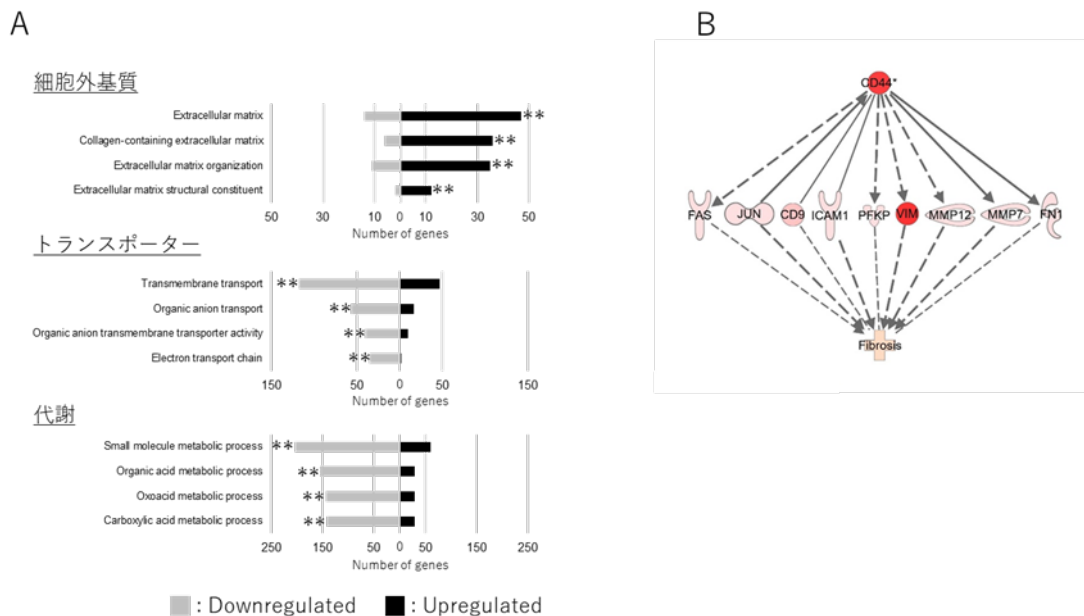 A
細胞外基質
Extracellular matrix
**
Collagen-containing extracellular matrix
**
Extracellular matrix organization
**
Extracellular matrix structural constituent
**
50 30 10 0 10 30 50
Number of genes
トランスポーター
Transmembrane transport
**
Organic anion transport
**
Organic anion transmembrane transporter activity
**
Electron transport chain
**
150 50 0 50 150
Number of genes
代謝
Small molecule metabolic process
**
Organic acid metabolic process
**
Oxoacid metabolic process
**
Carboxylic acid metabolic process
**
250 150 50 0 50 150 250
Number of genes
: Downregulated : Upregulated
B
CD44*
FAS JUN CD9 ICAM1 PFKP VIM MMP12 MMP7 FN1
Fibrosis